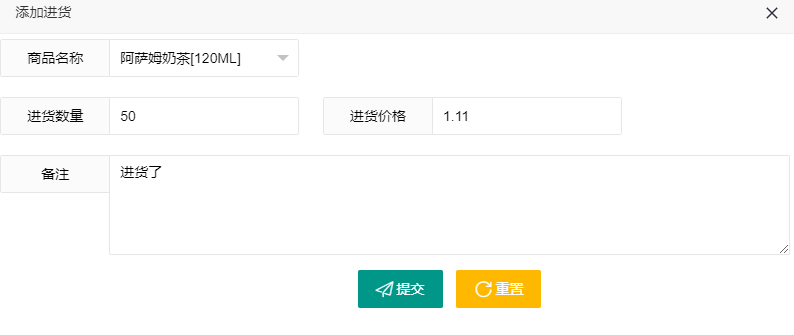 添加进货
商品名称 阿萨姆奶茶[120ML]
进货数量 50 进货价格 1.11
备注 进货了
提交 重置